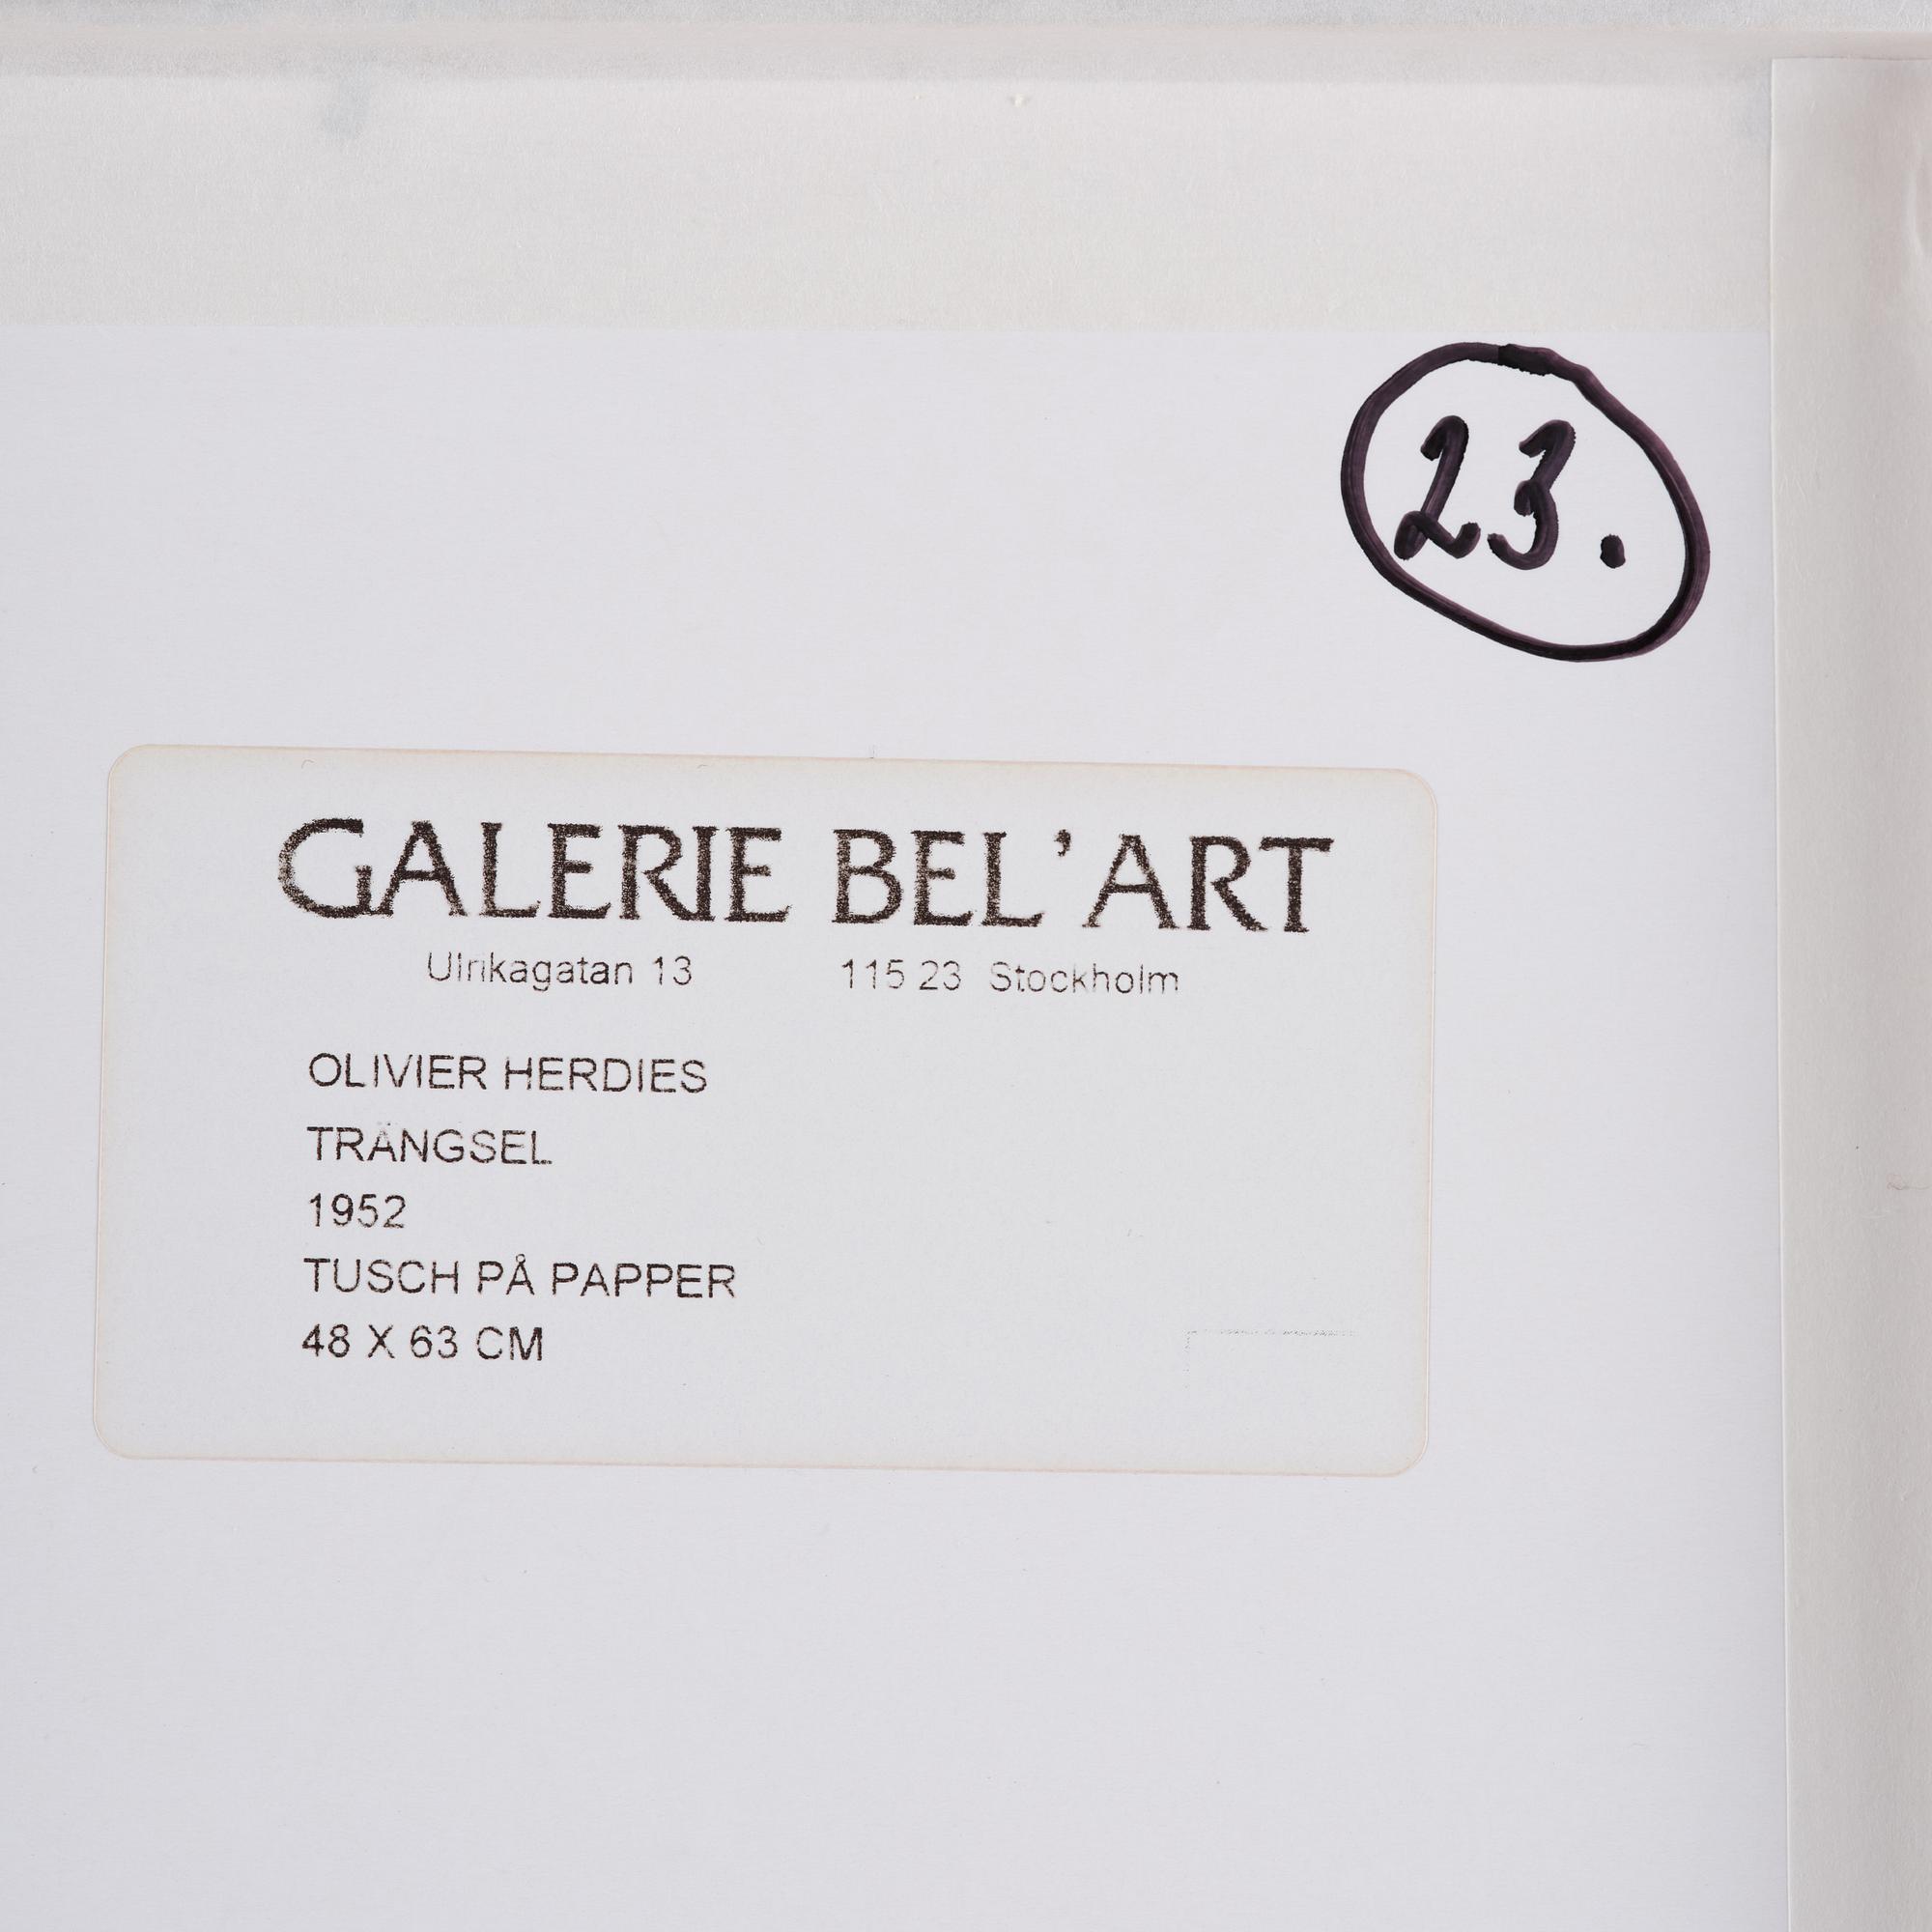 23.
GALERIE BEL'ART
Ulrikagatan 13 115 23 Stockholm
OLIVIER HERDIES
TRÄNGSEL
1952
TUSCH PÅ PAPPER
48 X 63 CM